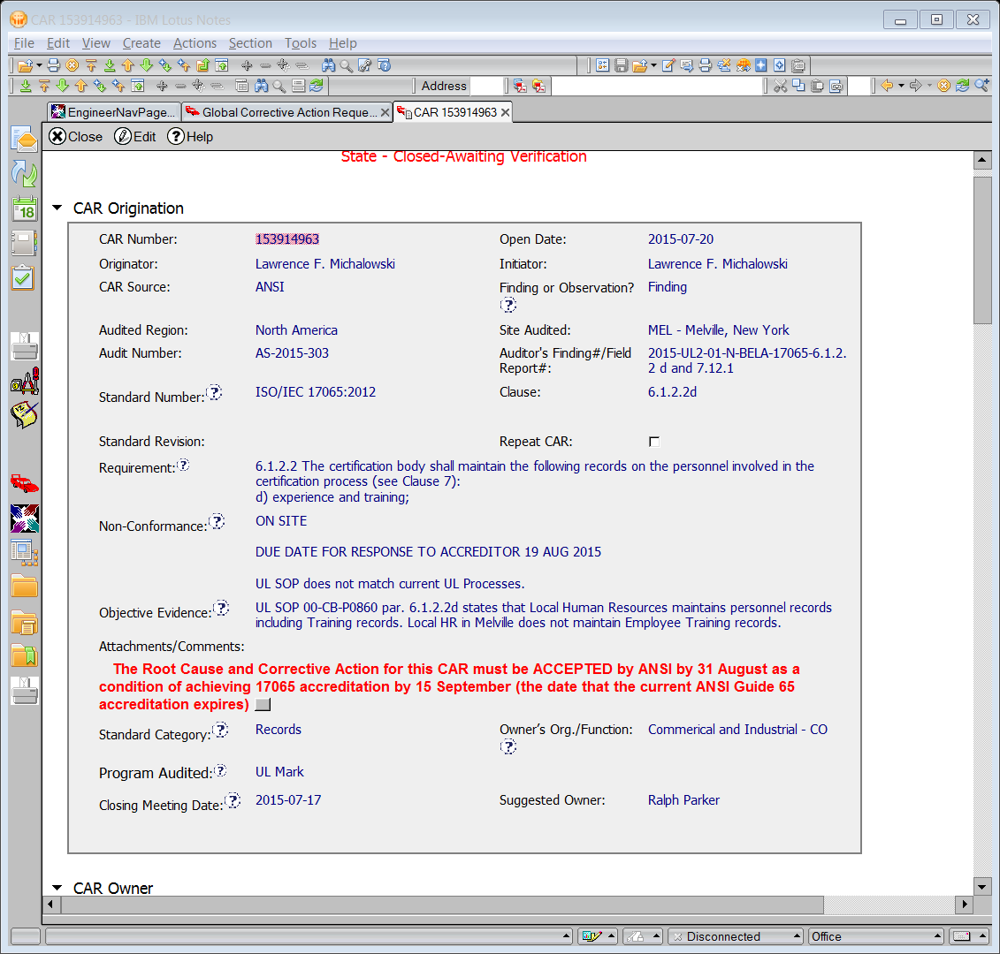 CAR 153914963 - IBM Lotus Notes
File Edit View Create Actions Section Tools Help
Address
EngineerNavPage... Global Corrective Action Reque... CAR 153914963
Close Edit Help
18
State - Closed-Awaiting Verification
CAR Origination
CAR Number: 153914963 Open Date: 2015-07-20
Originator: Lawrence F. Michalowski Initiator: Lawrence F. Michalowski
CAR Source: ANSI Finding or Observation? Finding
Audited Region: North America Site Audited: MEL - Melville, New York
Audit Number: AS-2015-303 Auditor's Finding#/Field 2015-UL2-01-N-BELA-17065-6.1.2.
Report#: 2 d and 7.12.1
Standard Number: ISO/IEC 17065:2012 Clause: 6.1.2.2d
Standard Revision: Repeat CAR:
Requirement: 6.1.2.2 The certification body shall maintain the following records on the personnel involved in the
certification process (see Clause 7):
d) experience and training;
Non-Conformance: ON SITE
DUE DATE FOR RESPONSE TO ACCREDITOR 19 AUG 2015
UL SOP does not match current UL Processes.
Objective Evidence: UL SOP 00-CB-P0860 par. 6.1.2.2d states that Local Human Resources maintains personnel records
including Training records. Local HR in Melville does not maintain Employee Training records.
Attachments/Comments:
The Root Cause and Corrective Action for this CAR must be ACCEPTED by ANSI by 31 August as a
condition of achieving 17065 accreditation by 15 September (the date that the current ANSI Guide 65
accreditation expires)
Standard Category: Records Owner's Org./Function: Commerical and Industrial - CO
Program Audited: UL Mark
Closing Meeting Date: 2015-07-17 Suggested Owner: Ralph Parker
CAR Owner
Disconnected Office